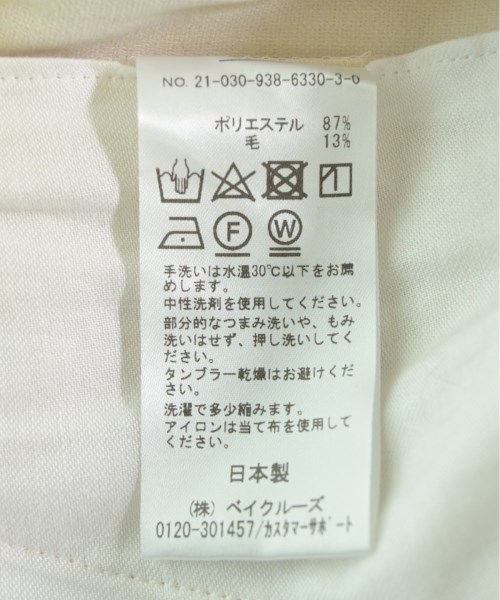 NO. 21-030-938-6330-3-0
ポリエステル 87%
毛 13%
F W
手洗いは水温30℃以下をお薦
めします。
中性洗剤を使用してください。
部分的なつまみ洗いや、もみ
洗いはせず、押し洗いしてく
ださい。
タンブラー乾燥はお避けくだ
さい。
洗濯で多少縮みます。
アイロンは当て布を使用して
ください。
日本製
(株) ベイクルーズ
0120-301457/カスタマーサポート